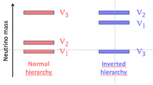 Neutrino mass
ν3
ν2
ν1
Normal
hierarchy
ν2
ν1
ν3
Inverted
hierarchy